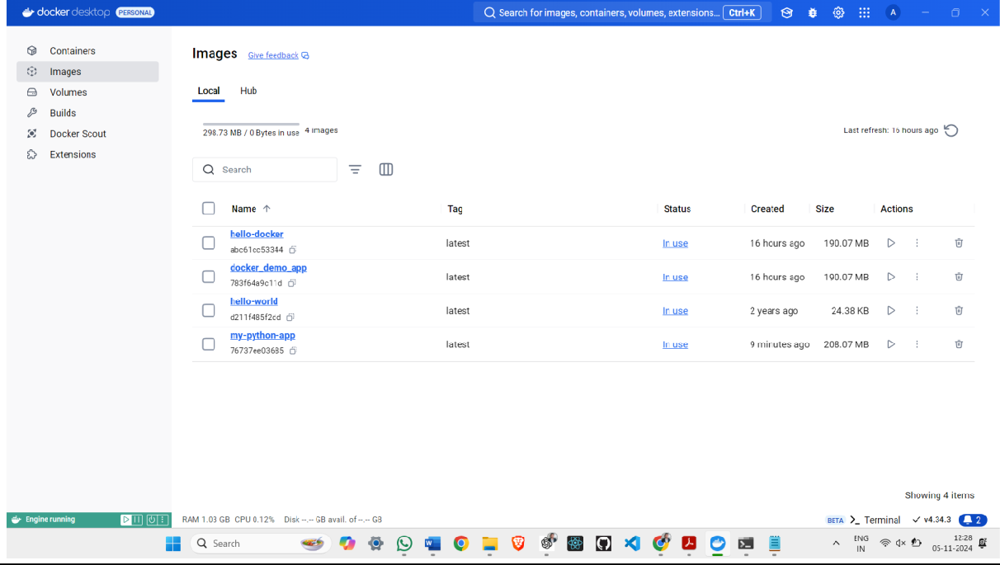 docker desktop PERSONAL
Search for images, containers, volumes, extensions... Ctrl+K
A
Containers
Images
Volumes
Builds
Docker Scout
Extensions
Images Give feedback
Local Hub
298.73 MB / 0 Bytes in use 4 images
Last refresh: 16 hours ago
Search
Name Tag Status Created Size Actions
hello-docker
abc61cc53344
latest In use 16 hours ago 190.07 MB
docker_demo_app
783f64a9c11d
latest In use 16 hours ago 190.07 MB
hello-world
d211f485f2dd
latest In use 2 years ago 24.38 KB
my-python-app
76737ee03685
latest In use 9 minutes ago 208.07 MB
Showing 4 items
Engine running
RAM 1.03 GB CPU 0.12% Disk --.-- GB avail. of --.-- GB
BETA >_ Terminal ✓ v4.34.3 2
Search
ENG
IN
12:28
05-11-2024